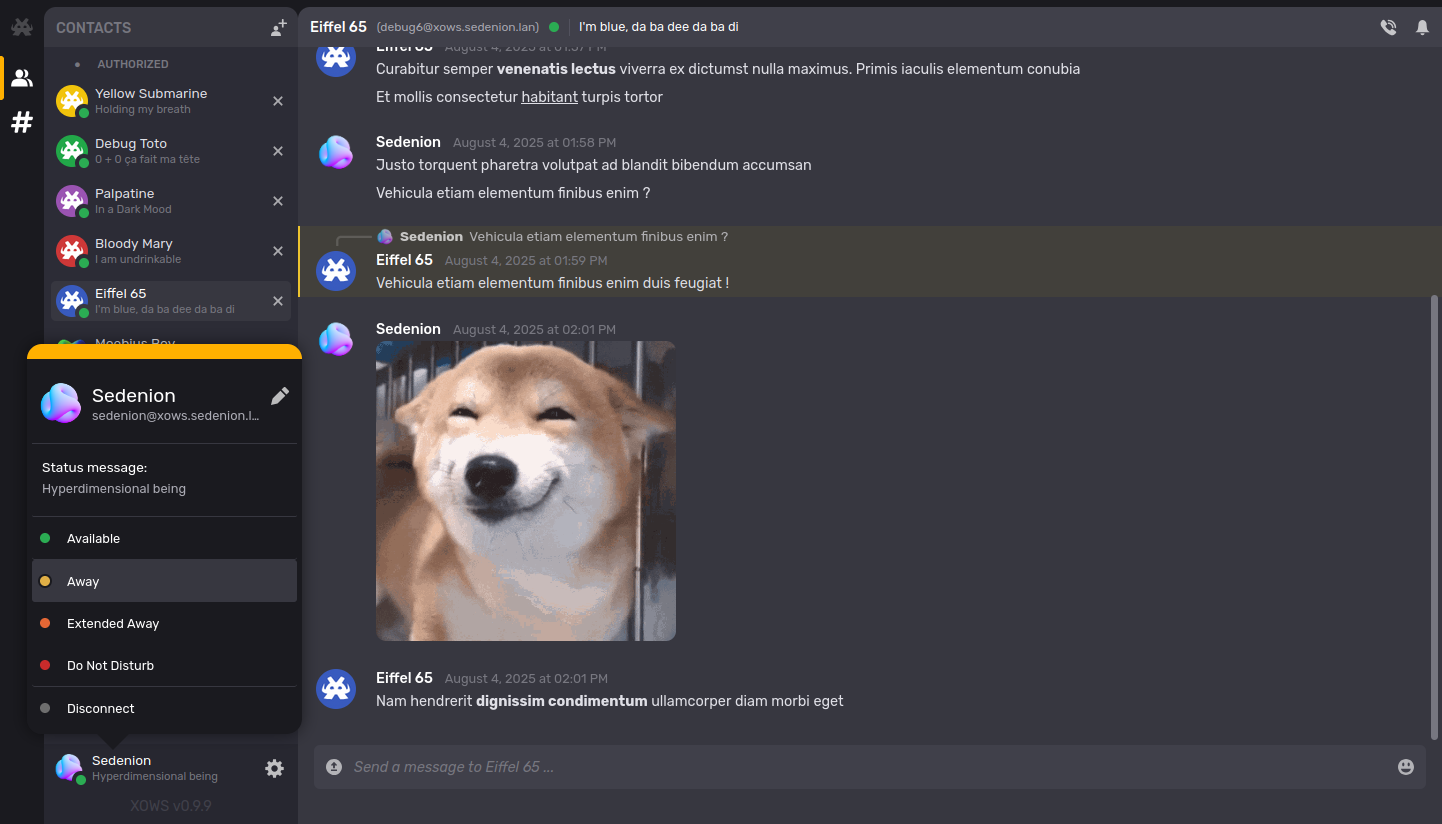 CONTACTS
AUTHORIZED
Yellow Submarine
Holding my breath
Debug Toto
0 + 0 ça fait ma tête
Palpatine
In a Dark Mood
Bloody Mary
I am undrinkable
Eiffel 65
I'm blue, da ba dee da ba di
Moebius Boy
Sedenion
sedenion@xows.sedenion.l...
Status message:
Hyperdimensional being
Available
Away
Extended Away
Do Not Disturb
Disconnect
Sedenion
Hyperdimensional being
XOWS v0.9.9
Eiffel 65 (debug6@xows.sedenion.lan) I'm blue, da ba dee da ba di
Eiffel 65 August 4, 2025 at 01:57 PM
Curabitur semper venenatis lectus viverra ex dictumst nulla maximus. Primis iaculis elementum conubia
Et mollis consectetur habitant turpis tortor
Sedenion August 4, 2025 at 01:58 PM
Justo torquent pharetra volutpat ad blandit bibendum accumsan
Vehicula etiam elementum finibus enim ?
Sedenion Vehicula etiam elementum finibus enim ?
Eiffel 65 August 4, 2025 at 01:59 PM
Vehicula etiam elementum finibus enim duis feugiat !
Sedenion August 4, 2025 at 02:01 PM
Eiffel 65 August 4, 2025 at 02:01 PM
Nam hendrerit dignissim condimentum ullamcorper diam morbi eget
Send a message to Eiffel 65 ...